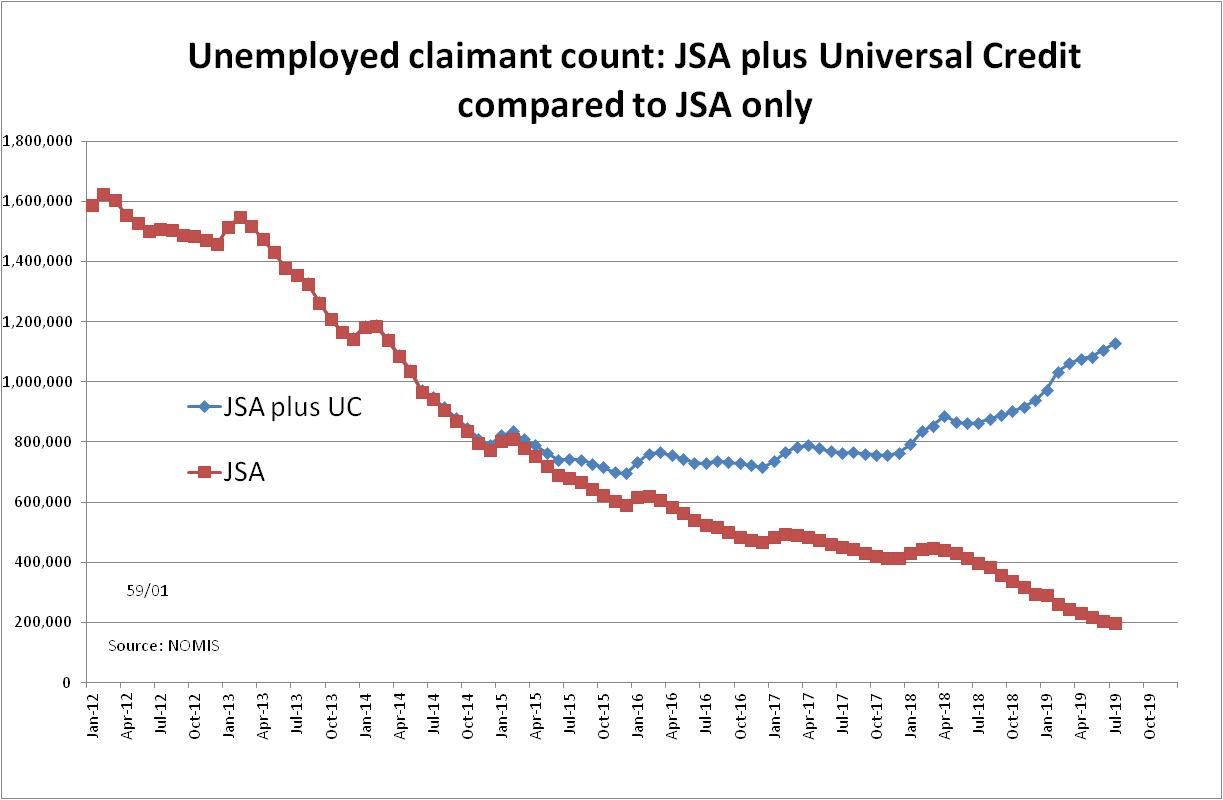 Unemployed claimant count: JSA plus Universal Credit
compared to JSA only
1,800,000
1,600,000
1,400,000
1,200,000
1,000,000
800,000
600,000
400,000
200,000
0
JSA plus UC
JSA
59/01
Source: NOMIS
Jan-12
Apr-12
Jul-12
Oct-12
Jan-13
Apr-13
Jul-13
Oct-13
Jan-14
Apr-14
Jul-14
Oct-14
Jan-15
Apr-15
Jul-15
Oct-15
Jan-16
Apr-16
Jul-16
Oct-16
Jan-17
Apr-17
Jul-17
Oct-17
Jan-18
Apr-18
Jul-18
Oct-18
Jan-19
Apr-19
Jul-19
Oct-19